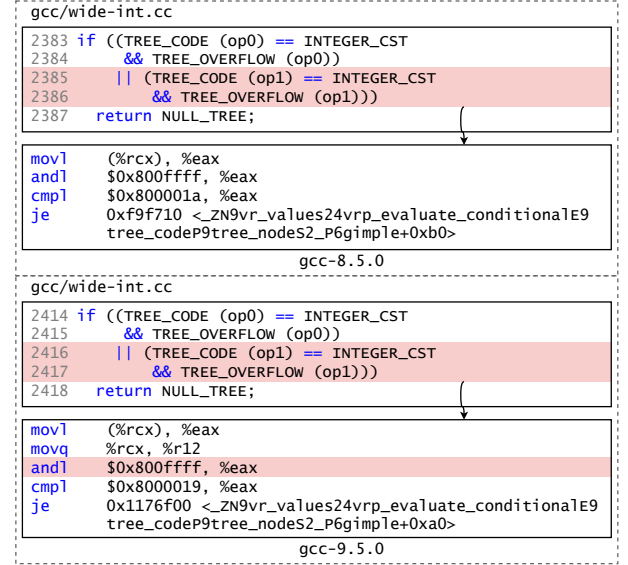 gcc/wide-int.cc
2383 if ((TREE_CODE (op0) == INTEGER_CST
2384 && TREE_OVERFLOW (op0))
2385 || (TREE_CODE (op1) == INTEGER_CST
2386 && TREE_OVERFLOW (op1)))
2387 return NULL_TREE;
movl (%rcx), %eax
andl $0x800ffff, %eax
cmpl $0x800001a, %eax
je 0xf9f710 <_ZN9vr_values24vrp_evaluate_conditionalE9
tree_codeP9tree_nodeS2_P6gimple+0xb0>
gcc-8.5.0
gcc/wide-int.cc
2414 if ((TREE_CODE (op0) == INTEGER_CST
2415 && TREE_OVERFLOW (op0))
2416 || (TREE_CODE (op1) == INTEGER_CST
2417 && TREE_OVERFLOW (op1)))
2418 return NULL_TREE;
movl (%rcx), %eax
movq %rcx, %r12
andl $0x800ffff, %eax
cmpl $0x8000019, %eax
je 0x1176f00 <_ZN9vr_values24vrp_evaluate_conditionalE9
tree_codeP9tree_nodeS2_P6gimple+0xa0>
gcc-9.5.0